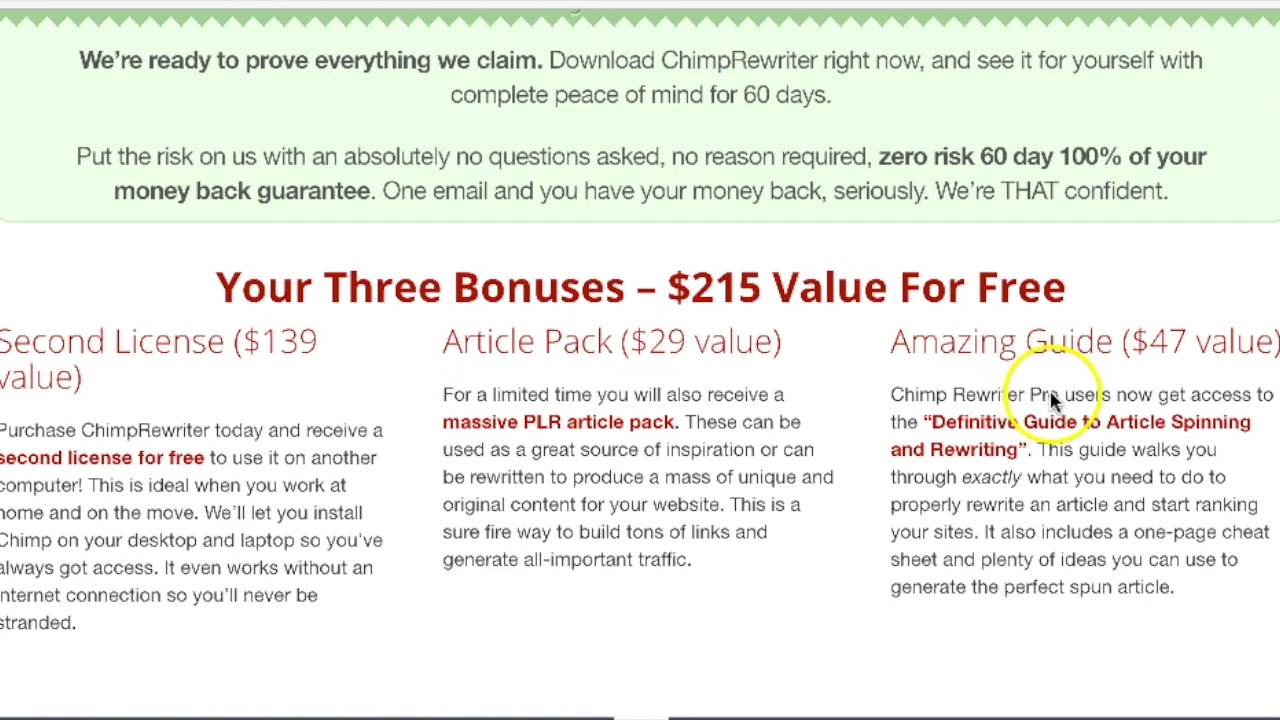 We're ready to prove everything we claim. Download ChimpRewriter right now, and see it for yourself with
complete peace of mind for 60 days.
Put the risk on us with an absolutely no questions asked, no reason required, zero risk 60 day 100% of your
money back guarantee. One email and you have your money back, seriously. We're THAT confident.
Your Three Bonuses – $215 Value For Free
Second License ($139
value)
Purchase ChimpRewriter today and receive a
second license for free to use it on another
computer! This is ideal when you work at
home and on the move. We'll let you install
Chimp on your desktop and laptop so you've
always got access. It even works without an
internet connection so you'll never be
stranded.
Article Pack ($29 value)
For a limited time you will also receive a
massive PLR article pack. These can be
used as a great source of inspiration or can
be rewritten to produce a mass of unique and
original content for your website. This is a
sure fire way to build tons of links and
generate all-important traffic.
Amazing Guide ($47 value)
Chimp Rewriter Pro users now get access to
the “Definitive Guide to Article Spinning
and Rewriting”. This guide walks you
through exactly what you need to do to
properly rewrite an article and start ranking
your sites. It also includes a one-page cheat
sheet and plenty of ideas you can use to
generate the perfect spun article.